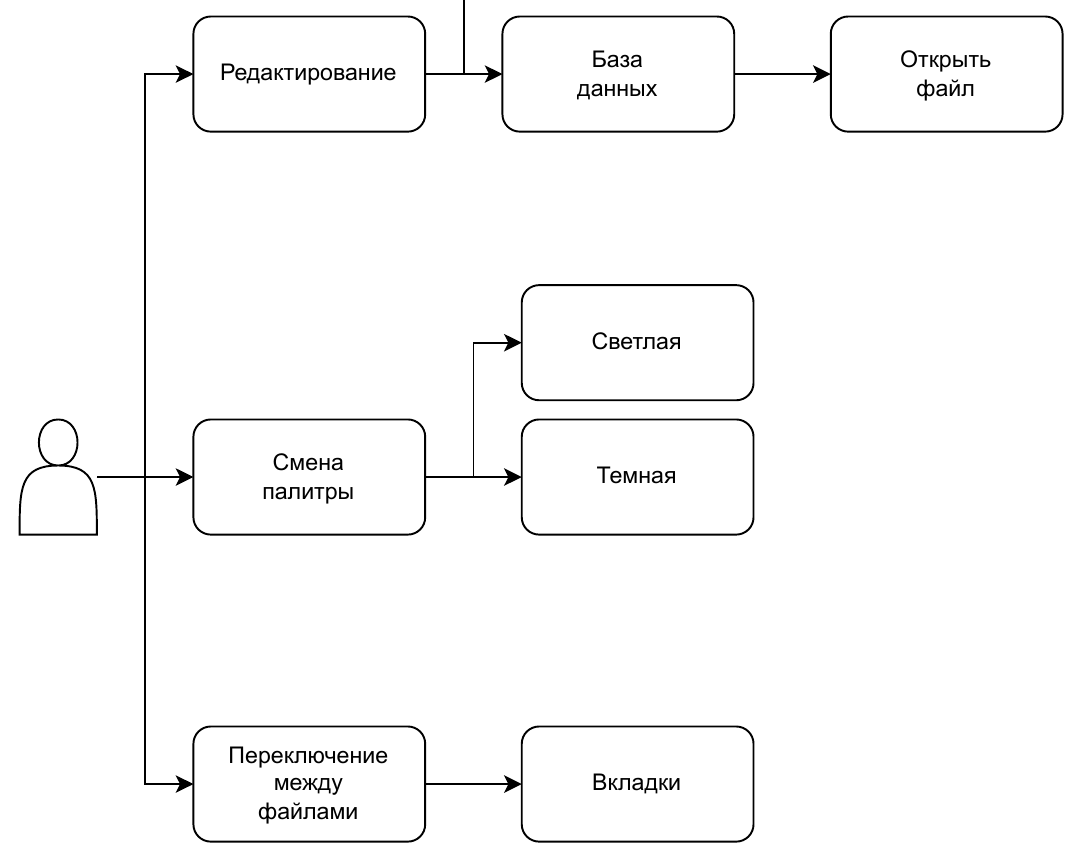 Редактирование
База
данных
Открыть
файл
Светлая
Смена
палитры
Темная
Переключение
между
файлами
Вкладки